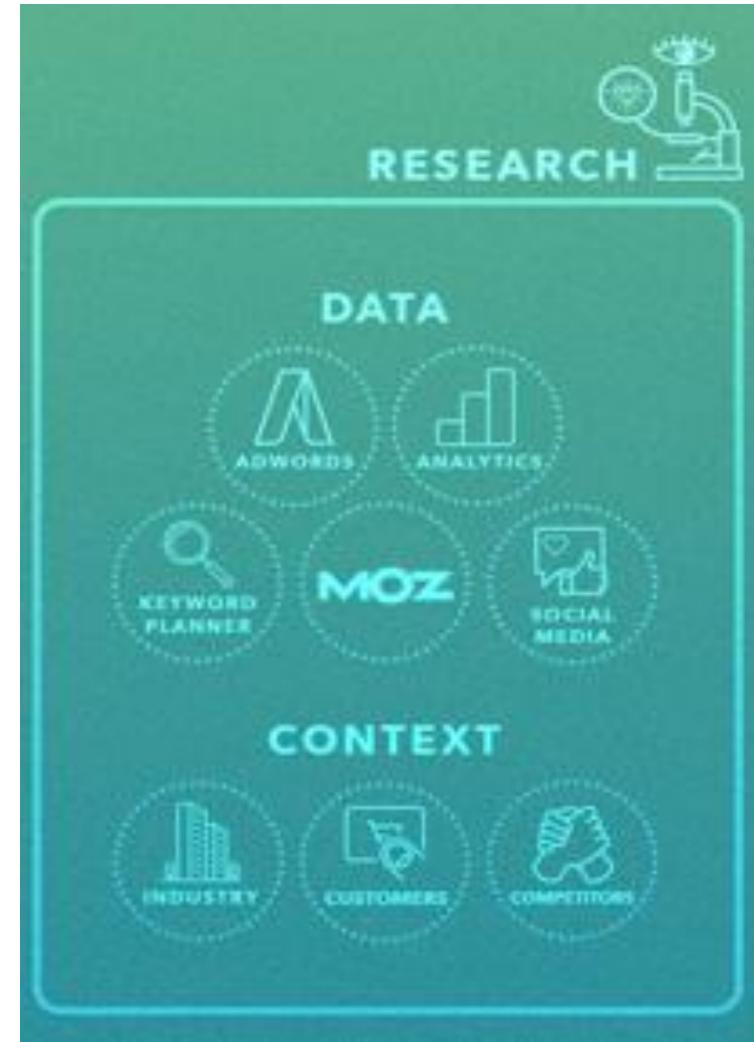 RESEARCH
DATA
ADWORDS
ANALYTICS
KEYWORD
PLANNER
MOZ
SOCIAL
MEDIA
CONTEXT
INDUSTRY
CUSTOMERS
COMPETITORS